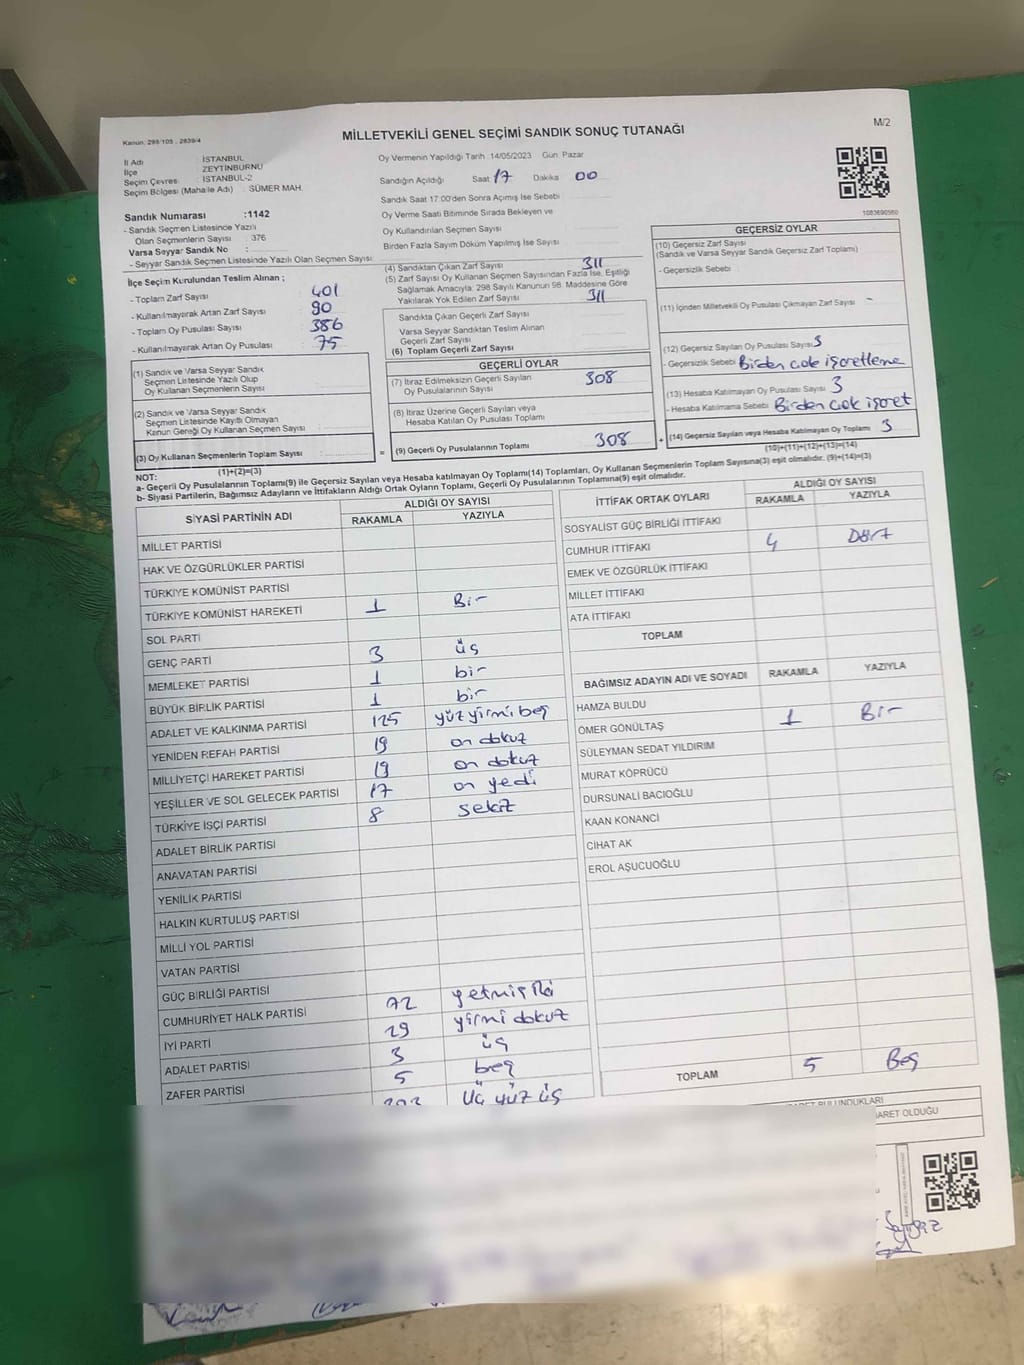 Kanun: 298/105 , 2839/4
MİLLETVEKİLİ GENEL SEÇİMİ SANDIK SONUÇ TUTANAĞI
M/2
İl Adı : İSTANBUL
İlçe : ZEYTİNBURNU
Seçim Çevresi : İSTANBUL-2
Seçim Bölgesi (Mahalle Adı) : SÜMER MAH.
Oy Vermenin Yapıldığı Tarih :14/05/2023 Gün Pazar
Sandığın Açıldığı Saat 17 Dakika 00
Sandık Saat 17:00'den Sonra Açılmış İse Sebebi :
Oy Verme Saati Bitiminde Sırada Bekleyen ve
Oy Kullandırılan Seçmen Sayısı
Birden Fazla Sayım Döküm Yapılmış İse Sayısı
Sandık Numarası :1142
- Sandık Seçmen Listesinde Yazılı
Olan Seçmenlerin Sayısı : 376
Varsa Seyyar Sandık No :
- Seyyar Sandık Seçmen Listesinde Yazılı Olan Seçmen Sayısı:
İlçe Seçim Kurulundan Teslim Alınan ;
- Toplam Zarf Sayısı : 401
- Kullanılmayarak Artan Zarf Sayısı : 90
- Toplam Oy Pusulası Sayısı : 386
- Kullanılmayarak Artan Oy Pusulası : 75
(1) Sandık ve Varsa Seyyar Sandık
Seçmen Listesinde Yazılı Olup
Oy Kullanan Seçmenlerin Sayısı
(2) Sandık ve Varsa Seyyar Sandık
Seçmen Listesinde Kayıtlı Olmayan
Kanun Gereği Oy Kullanan Seçmen Sayısı :
(3) Oy Kullanan Seçmenlerin Toplam Sayısı :
(1)+(2)=(3)
(4) Sandıktan Çıkan Zarf Sayısı 311
(5) Zarf Sayısı Oy Kullanan Seçmen Sayısından Fazla İse, Eşitliği
Sağlamak Amacıyla; 298 Sayılı Kanunun 98. Maddesine Göre
Yakılarak Yok Edilen Zarf Sayısı 311
Sandıkta Çıkan Geçerli Zarf Sayısı
Varsa Seyyar Sandıktan Teslim Alınan
Geçerli Zarf Sayısı
(6) Toplam Geçerli Zarf Sayısı
GEÇERLİ OYLAR
(7) İtiraz Edilmeksizin Geçerli Sayılan
Oy Pusulalarının Sayısı 308
(8) İtiraz Üzerine Geçerli Sayılan veya
Hesaba Katılan Oy Pusulası Toplamı
= (9) Geçerli Oy Pusulalarının Toplamı 308 +
1083690560
GEÇERSİZ OYLAR
(10) Geçersiz Zarf Sayısı
(Sandık ve Varsa Seyyar Sandık Geçersiz Zarf Toplamı)
- Geçersizlik Sebebi :
(11) İçinden Milletvekili Oy Pusulası Çıkmayan Zarf Sayısı -
(12) Geçersiz Sayılan Oy Pusulası Sayısı 3
- Geçersizlik Sebebi Birden cok işaretleme
(13) Hesaba Katılmayan Oy Pusulası Sayısı 3
- Hesaba Katılmama Sebebi Birden cok işaret
(14) Geçersiz Sayılan veya Hesaba Katılmayan Oy Toplamı 3
(10)+(11)+(12)+(13)=(14)
NOT:
a- Geçerli Oy Pusulalarının Toplamı(9) ile Geçersiz Sayılan veya Hesaba katılmayan Oy Toplamı(14) Toplamları, Oy Kullanan Seçmenlerin Toplam Sayısına(3) eşit olmalıdır. (9)+(14)=(3)
b- Siyasi Partilerin, Bağımsız Adayların ve İttifakların Aldığı Ortak Oyların Toplamı, Geçerli Oy Pusulalarının Toplamına(9) eşit olmalıdır.
SİYASİ PARTİNİN ADI
ALDIĞI OY SAYISI
RAKAMLA YAZIYLA
MİLLET PARTİSİ
HAK VE ÖZGÜRLÜKLER PARTİSİ
TÜRKİYE KOMÜNİST PARTİSİ
TÜRKİYE KOMÜNİST HAREKETİ 1 Bir
SOL PARTİ
GENÇ PARTİ 3 üç
MEMLEKET PARTİSİ 1 bir
BÜYÜK BİRLİK PARTİSİ 1 bir
ADALET VE KALKINMA PARTİSİ 125 yüz yirmi beş
YENİDEN REFAH PARTİSİ 19 on dokuz
MİLLİYETÇİ HAREKET PARTİSİ 19 on dokuz
YEŞİLLER VE SOL GELECEK PARTİSİ 17 on yedi
TÜRKİYE İŞÇİ PARTİSİ 8 sekiz
ADALET BİRLİK PARTİSİ
ANAVATAN PARTİSİ
YENİLİK PARTİSİ
HALKIN KURTULUŞ PARTİSİ
MİLLİ YOL PARTİSİ
VATAN PARTİSİ
GÜÇ BİRLİĞİ PARTİSİ
CUMHURİYET HALK PARTİSİ 72 yetmiş iki
İYİ PARTİ 29 yirmi dokuz
ADALET PARTİSİ 3 üç
ZAFER PARTİSİ 5 beş
303 üç yüz üç
İTTİFAK ORTAK OYLARI
ALDIĞI OY SAYISI
RAKAMLA YAZIYLA
SOSYALİST GÜÇ BİRLİĞİ İTTİFAKI
CUMHUR İTTİFAKI 4 Dört
EMEK VE ÖZGÜRLÜK İTTİFAKI
MİLLET İTTİFAKI
ATA İTTİFAKI
TOPLAM
BAĞIMSIZ ADAYIN ADI VE SOYADI RAKAMLA YAZIYLA
HAMZA BULDU
ÖMER GÖNÜLTAŞ 1 Bir
SÜLEYMAN SEDAT YILDIRIM
MURAT KÖPRÜCÜ
DURSUNALİ BACIOĞLU
KAAN KONANCİ
CİHAT AK
EROL AŞUCUOĞLU
TOPLAM 5 Beş
BULUNDUKLARI
OLDUĞU